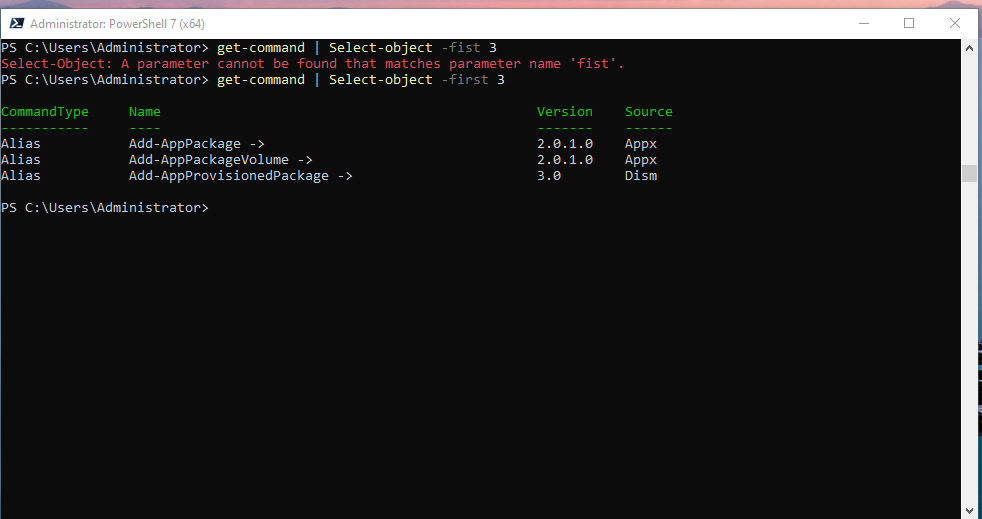 Administrator: PowerShell 7 (x64)
PS C:\Users\Administrator> get-command | Select-object -fist 3
Select-Object: A parameter cannot be found that matches parameter name 'fist'.
PS C:\Users\Administrator> get-command | Select-object -first 3
CommandType     Name                                               Version    Source
-----------     ----                                               -------    ------
Alias           Add-AppPackage ->                                  2.0.1.0    Appx
Alias           Add-AppPackageVolume ->                            2.0.1.0    Appx
Alias           Add-AppProvisionedPackage ->                       3.0        Dism
PS C:\Users\Administrator>